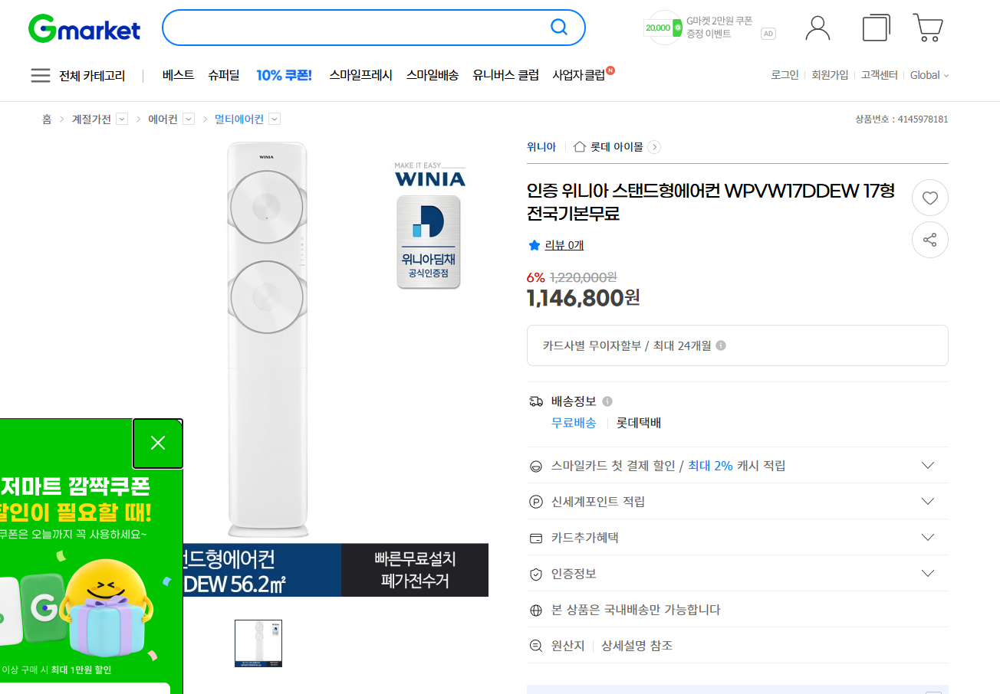 Gmarket
20,000
G마켓 2만원 쿠폰
증정 이벤트
AD
전체 카테고리
베스트
슈퍼딜
10% 쿠폰!
스마일프레시
스마일배송
유니버스 클럽
사업자클럽
N
로그인
회원가입
고객센터
Global
홈
계절가전
에어컨
멀티에어컨
상품번호 : 4145978181
WINIA
MAKE IT EASY
WINIA
위니아딤채
공식인증점
위니아
롯데 아이몰
인증 위니아 스탠드형에어컨 WPVW17DDEW 17형
전국기본무료
리뷰 0개
6% 1,220,000원
1,146,800원
카드사별 무이자할부 / 최대 24개월
배송정보
무료배송
롯데택배
스마일카드 첫 결제 할인 / 최대 2% 캐시 적립
신세계포인트 적립
카드추가혜택
인증정보
본 상품은 국내배송만 가능합니다
원산지
상세설명 참조
저마트 깜짝쿠폰
할인이 필요할 때!
쿠폰은 오늘까지 꼭 사용하세요~
G
이상 구매 시 최대 1만원 할인
드형에어컨
DEW 56.2㎡
빠른무료설치
폐가전수거